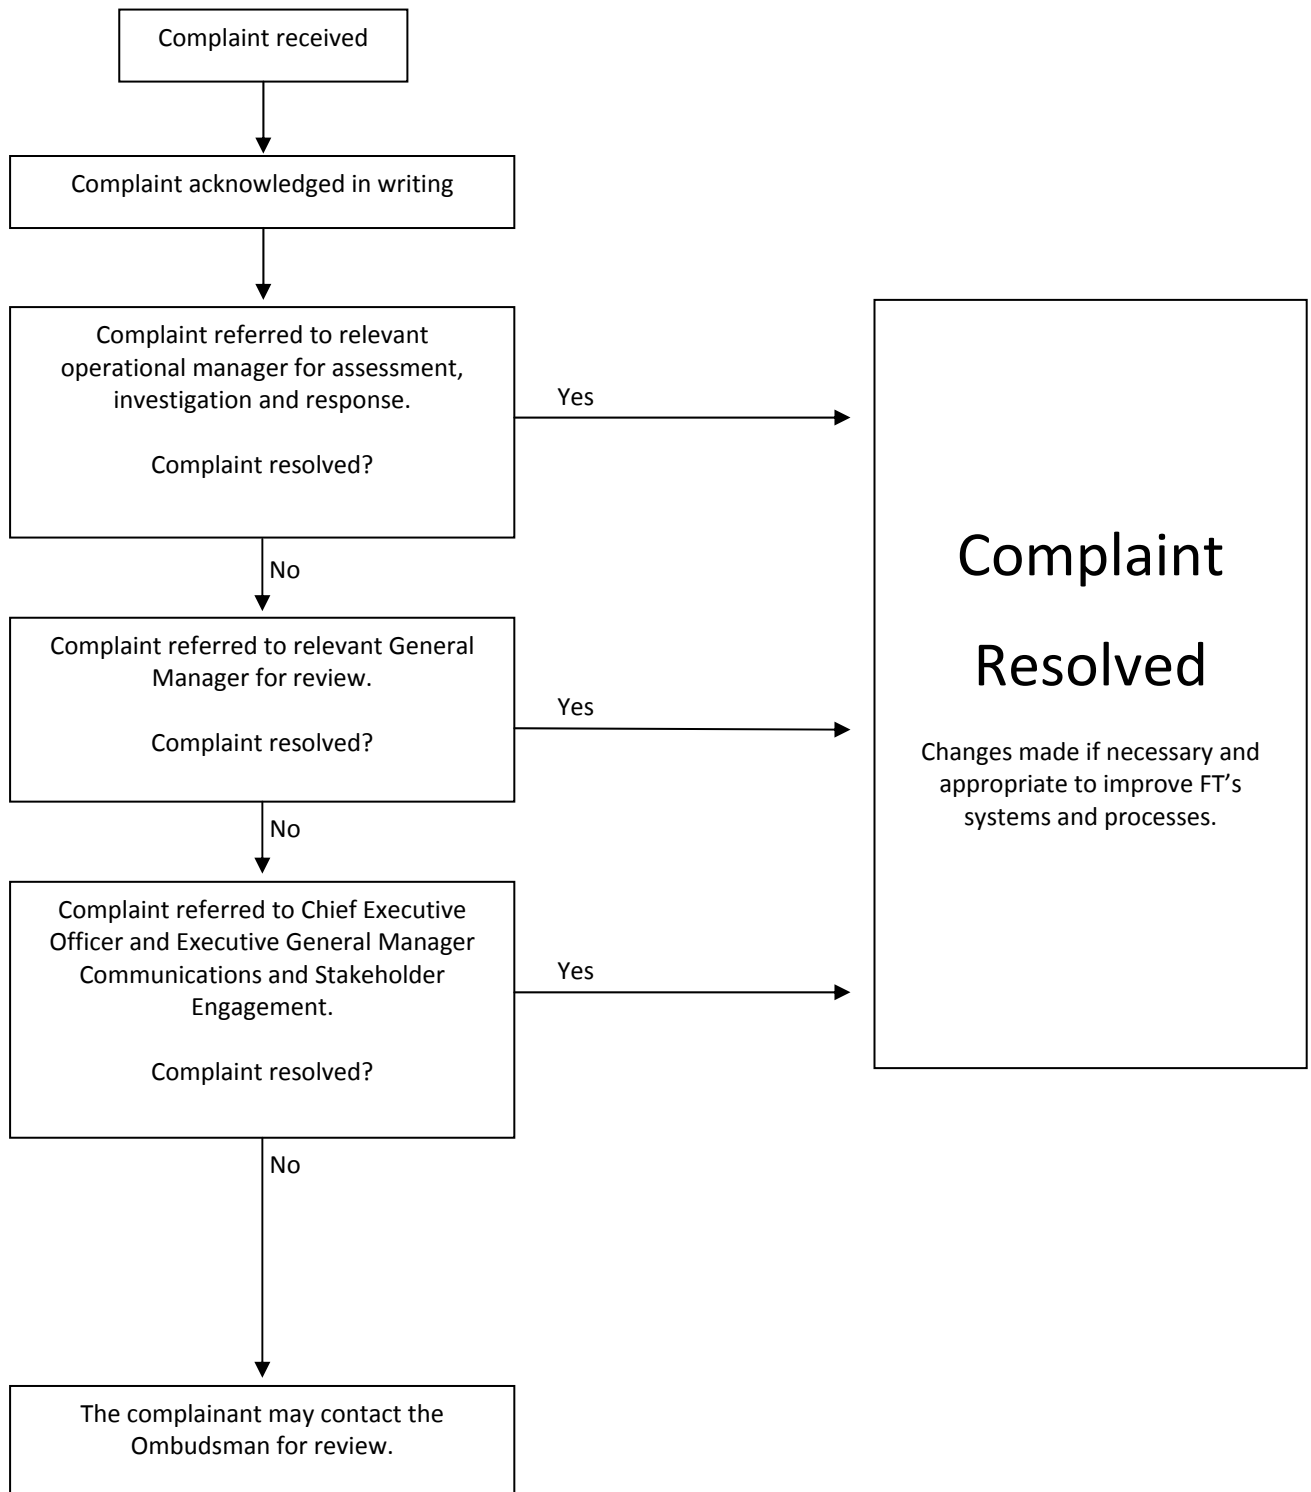 Complaint received
Complaint acknowledged in writing
Complaint referred to relevant
operational manager for assessment,
investigation and response.
Complaint resolved?
Yes
No
Complaint referred to relevant General
Manager for review.
Complaint resolved?
Yes
No
Complaint referred to Chief Executive
Officer and Executive General Manager
Communications and Stakeholder
Engagement.
Complaint resolved?
Yes
No
The complainant may contact the
Ombudsman for review.
Complaint
Resolved
Changes made if necessary and
appropriate to improve FT’s
systems and processes.